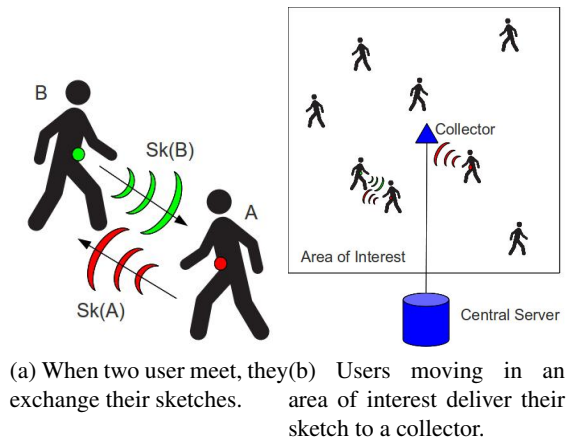 B
Sk(B)
A
Sk(A)
Collector
Area of Interest
Central Server
(a) When two user meet, they
exchange their sketches.
(b) Users moving in an
area of interest deliver their
sketch to a collector.